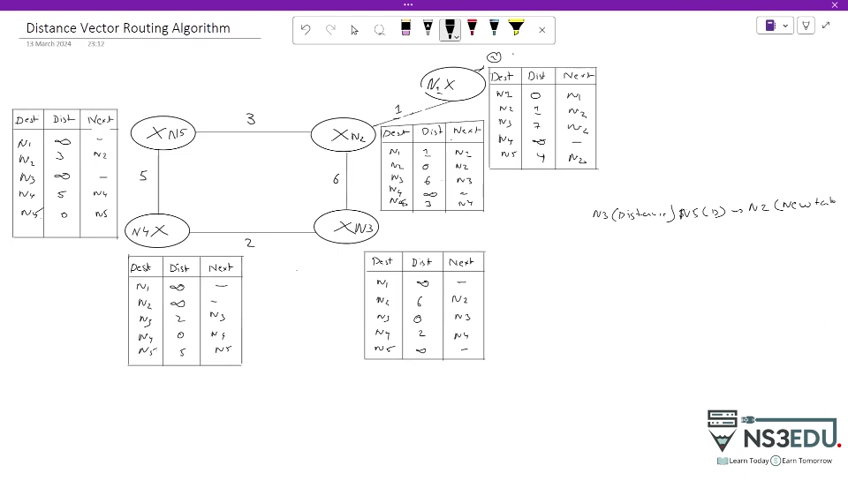 Distance Vector Routing Algorithm
13 March 2024 23:12
N1X
1
Dest Dist Next
N1 0 N1
N2 1 N2
N3 7 N2
N4 ∞ –
N5 4 N2
Dest Dist Next
N1 ∞ –
N2 3 N2
N3 ∞ –
N4 5 N4
N5 0 N5
XN5
3
XN2
Dest Dist Next
N1 1 N1
N2 0 N2
N3 6 N3
N4 ∞ –
N5 3 N4
5
6
N3(Distance) N5(D) → N2 (New tab
N4X
2
XN3
Dest Dist Next
N1 ∞ –
N2 ∞ –
N3 2 N3
N4 0 N4
N5 5 N5
Dest Dist Next
N1 ∞ –
N2 6 N2
N3 0 N3
N4 2 N4
N5 ∞ –
NS3EDU.
Learn Today Earn Tomorrow